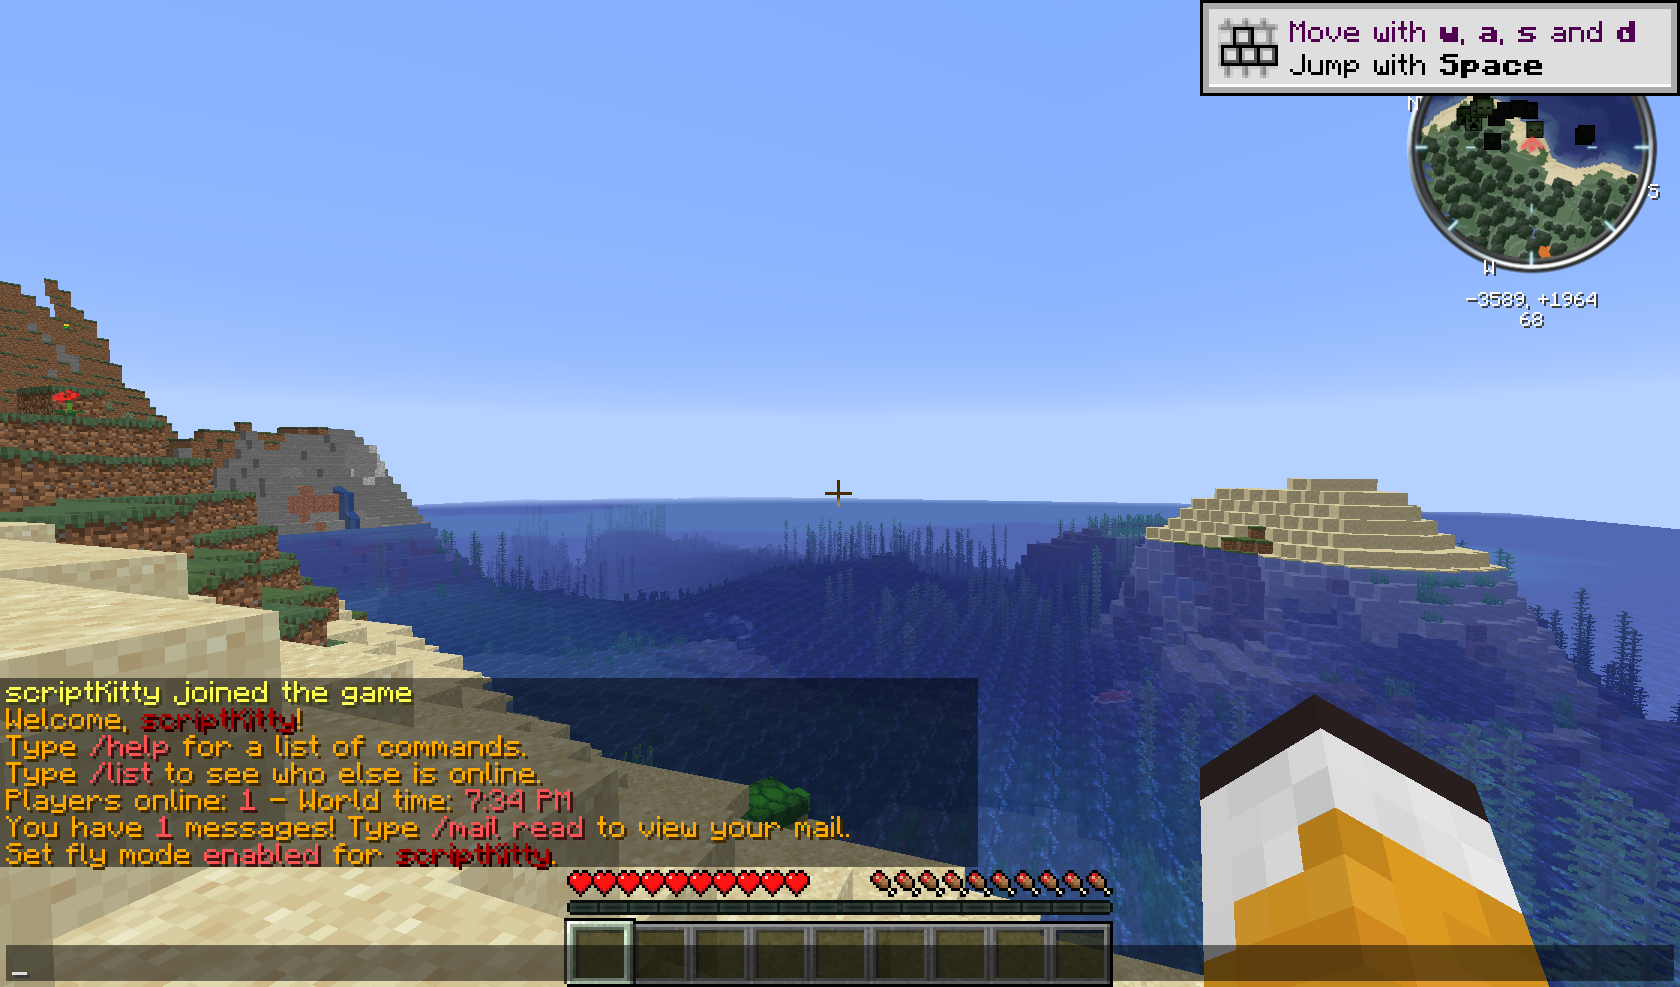 Move with w, a, s and d
Jump with Space
N
S
W
-3589, +1964
68
scriptKitty joined the game
Welcome, scriptKitty!
Type /help for a list of commands.
Type /list to see who else is online.
Players online: 1 - World time: 7:34 PM
You have 1 messages! Type /mail read to view your mail.
Set fly mode enabled for scriptKitty.
_